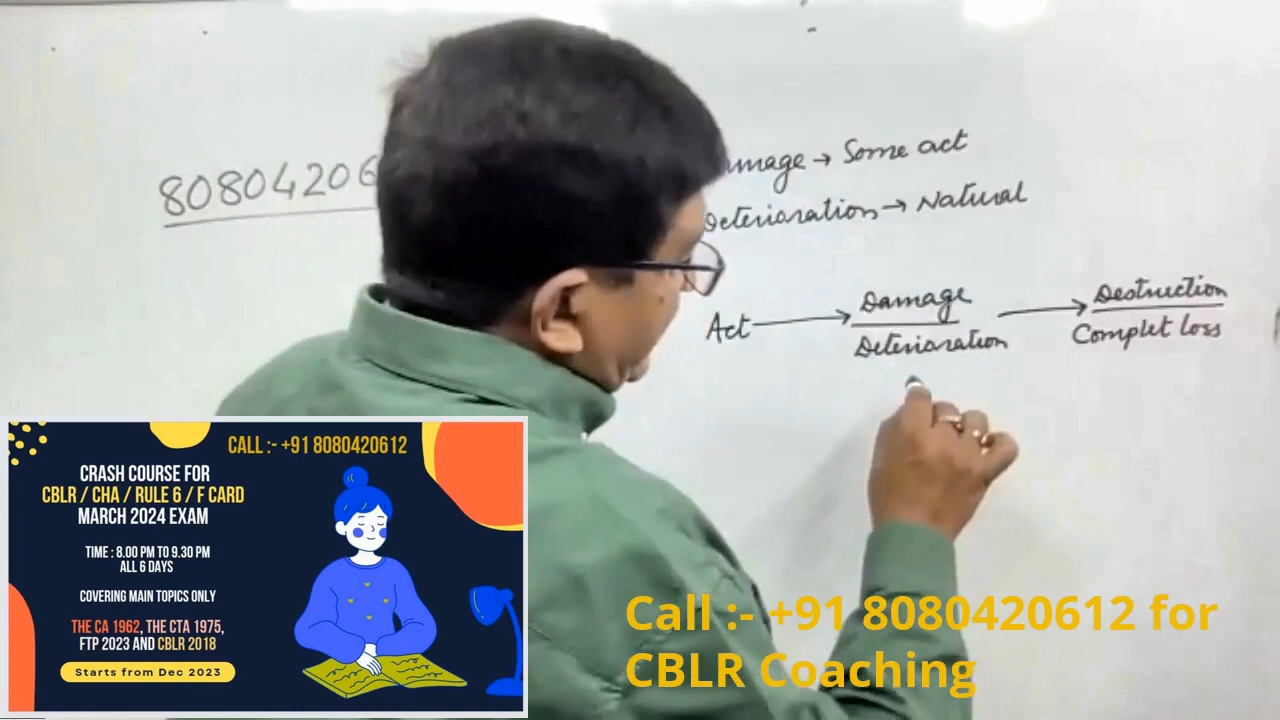 80804206
amage → Some act
Deterioration → Natural
Act → Damage → Destruction
Deterioration Complet loss
CALL :- +91 8080420612
CRASH COURSE FOR
CBLR / CHA / RULE 6 / F CARD
MARCH 2024 EXAM
TIME : 8.00 PM TO 9.30 PM
ALL 6 DAYS
COVERING MAIN TOPICS ONLY
THE CA 1962, THE CTA 1975,
FTP 2023 AND CBLR 2018
Starts from Dec 2023
Call :- +91 8080420612 for
CBLR Coaching